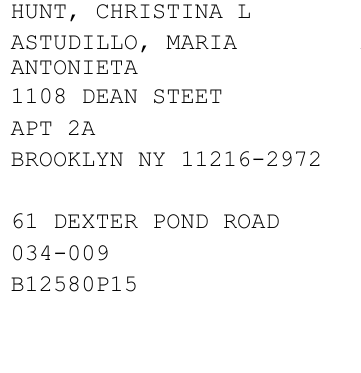 HUNT, CHRISTINA L
ASTUDILLO, MARIA
ANTONIETA
1108 DEAN STEET
APT 2A
BROOKLYN NY 11216-2972
61 DEXTER POND ROAD
034-009
B12580P15